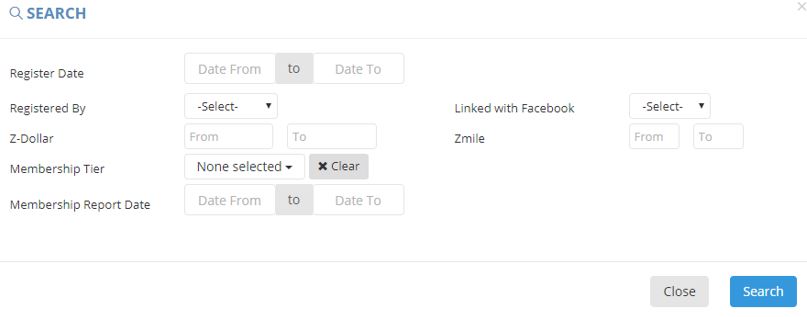 SEARCH
Register Date Date From to Date To
Registered By -Select- Linked with Facebook -Select-
Z-Dollar From To Zmile From To
Membership Tier None selected Clear
Membership Report Date Date From to Date To
Close Search